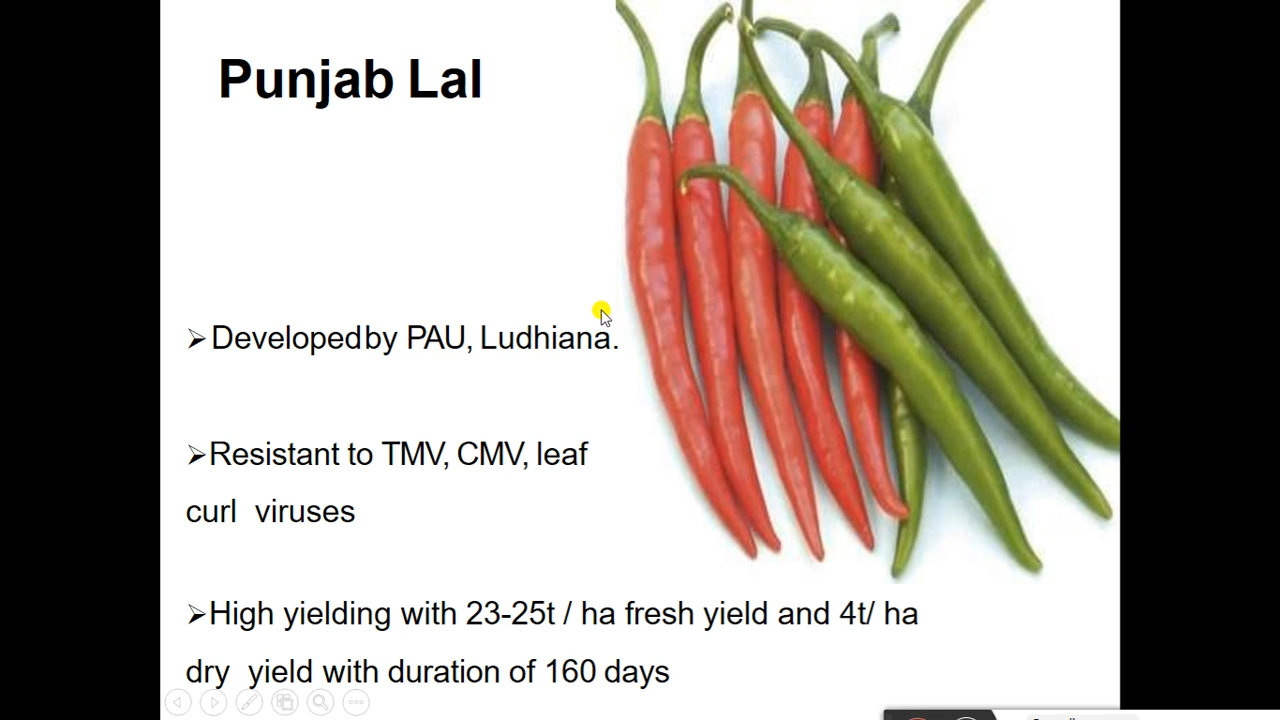 Punjab Lal
➢Developed by PAU, Ludhiana.
➢Resistant to TMV, CMV, leaf
curl viruses
➢High yielding with 23-25t / ha fresh yield and 4t/ ha
dry yield with duration of 160 days